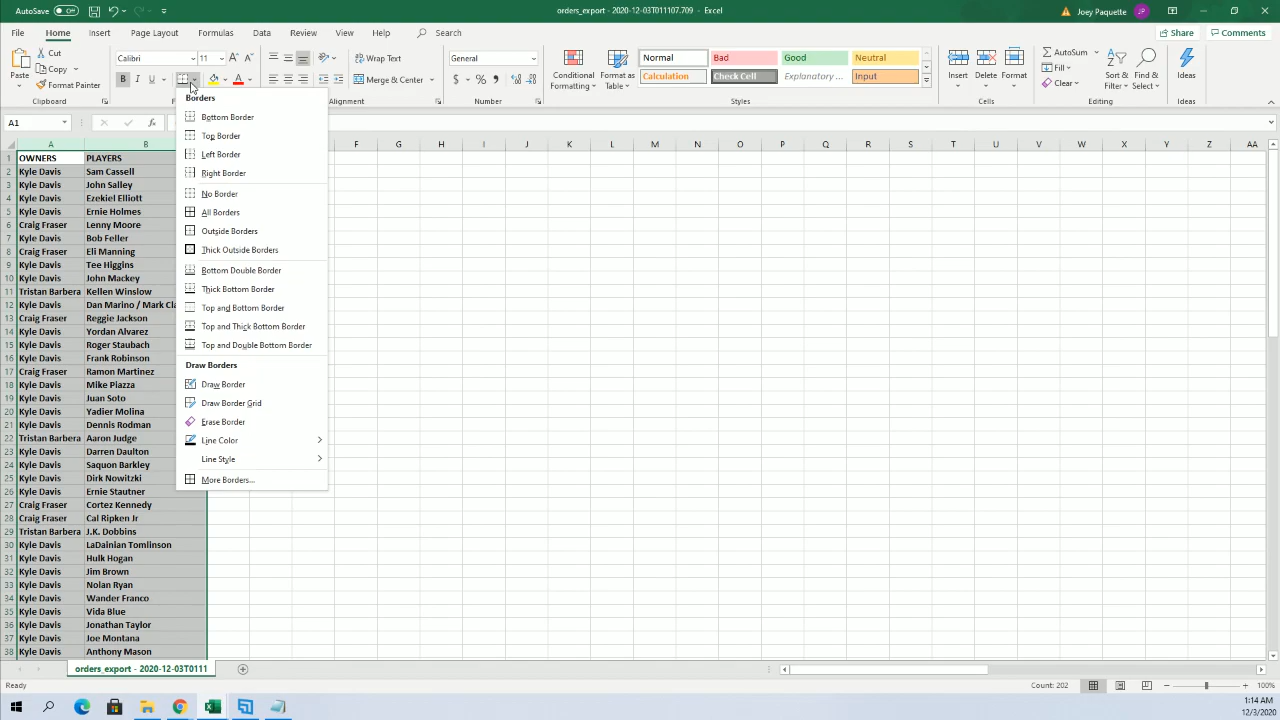 AutoSave Off
orders_export - 2020-12-03T011107.709 - Excel
Joey Paquette JP
File Home Insert Page Layout Formulas Data Review View Help Search
Share Comments
Paste
Cut
Copy
Format Painter
Clipboard
Calibri 11
B I U
Alignment
Merge & Center
General
$ % ,
Number
Conditional Formatting
Format as Table
Normal Bad Good Neutral
Calculation Check Cell Explanatory ... Input
Styles
Insert Delete Format
Cells
AutoSum
Fill
Clear
Sort & Filter
Find & Select
Editing
Ideas
Ideas
A1
fx
A B F G H I J K L M N O P Q R S T U V W X Y Z AA
1 OWNERS PLAYERS
2 Kyle Davis Sam Cassell
3 Kyle Davis John Salley
4 Kyle Davis Ezekiel Elliott
5 Kyle Davis Ernie Holmes
6 Craig Fraser Lenny Moore
7 Kyle Davis Bob Feller
8 Craig Fraser Eli Manning
9 Kyle Davis Tee Higgins
10 Kyle Davis John Mackey
11 Tristan Barbera Kellen Winslow
12 Kyle Davis Dan Marino / Mark Cla
13 Craig Fraser Reggie Jackson
14 Kyle Davis Yordan Alvarez
15 Kyle Davis Roger Staubach
16 Kyle Davis Frank Robinson
17 Craig Fraser Ramon Martinez
18 Kyle Davis Mike Piazza
19 Kyle Davis Juan Soto
20 Kyle Davis Yadier Molina
21 Kyle Davis Dennis Rodman
22 Tristan Barbera Aaron Judge
23 Kyle Davis Darren Daulton
24 Kyle Davis Saquon Barkley
25 Kyle Davis Dirk Nowitzki
26 Kyle Davis Ernie Stautner
27 Craig Fraser Cortez Kennedy
28 Craig Fraser Cal Ripken Jr
29 Tristan Barbera J.K. Dobbins
30 Kyle Davis LaDainian Tomlinson
31 Kyle Davis Hulk Hogan
32 Kyle Davis Jim Brown
33 Kyle Davis Nolan Ryan
34 Kyle Davis Wander Franco
35 Kyle Davis Vida Blue
36 Kyle Davis Jonathan Taylor
37 Kyle Davis Joe Montana
38 Kyle Davis Anthony Mason
Borders
Bottom Border
Top Border
Left Border
Right Border
No Border
All Borders
Outside Borders
Thick Outside Borders
Bottom Double Border
Thick Bottom Border
Top and Bottom Border
Top and Thick Bottom Border
Top and Double Bottom Border
Draw Borders
Draw Border
Draw Border Grid
Erase Border
Line Color
Line Style
More Borders...
orders_export - 2020-12-03T0111
Ready
Count: 202
100%
1:14 AM
12/3/2020